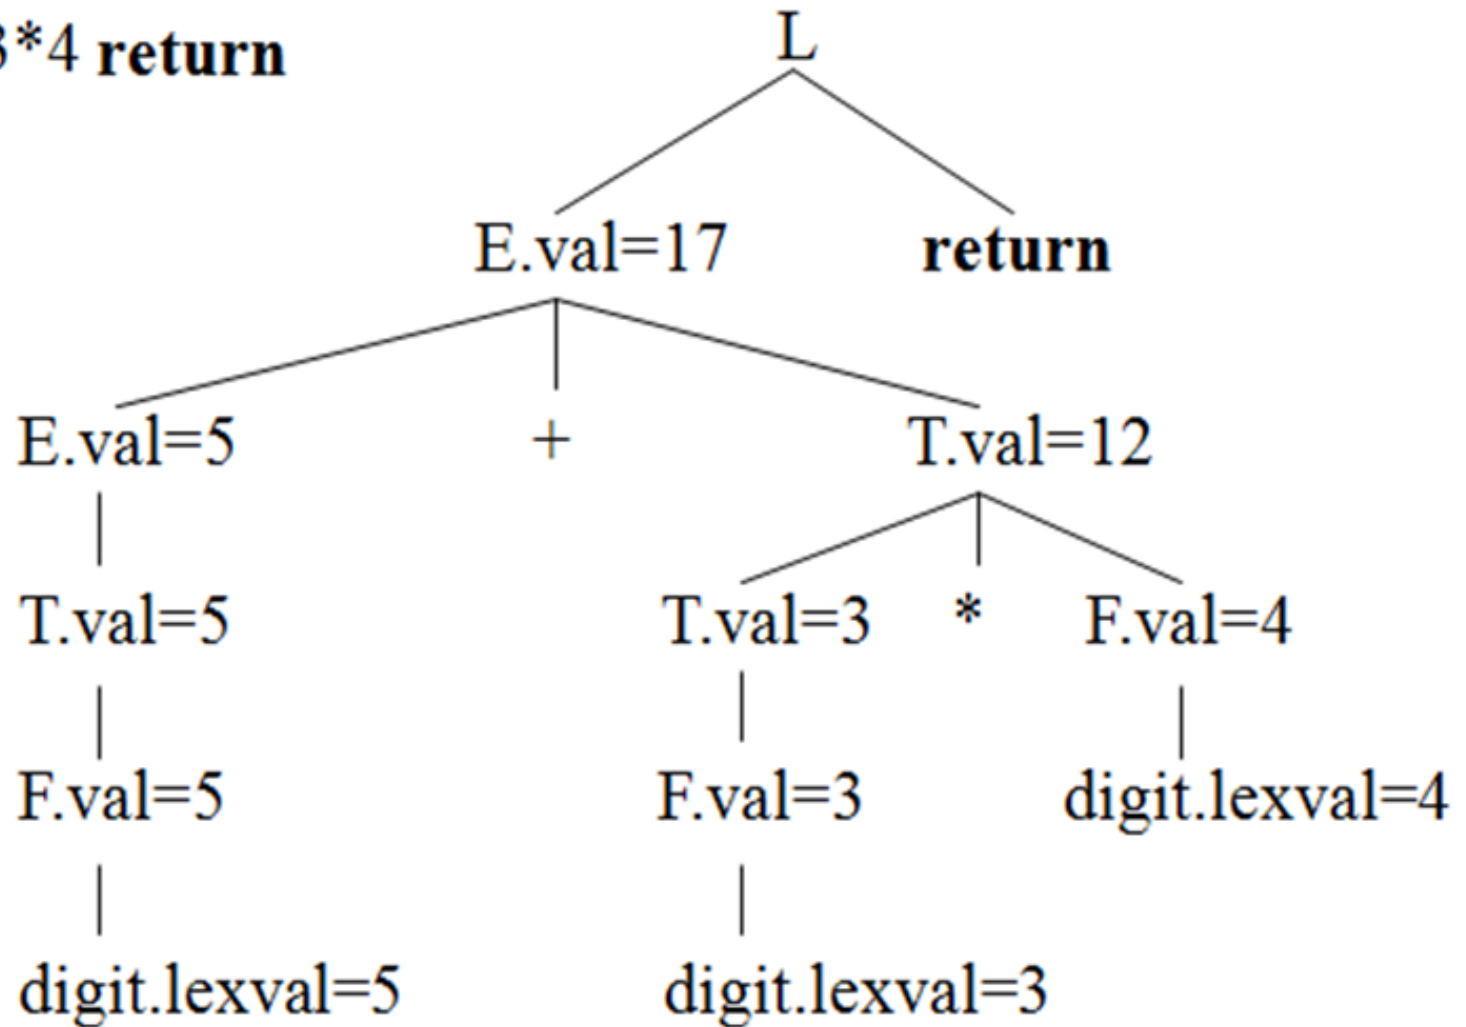 3*4 return
L
E.val=17 return
E.val=5 + T.val=12
T.val=5 T.val=3 * F.val=4
F.val=5 F.val=3 digit.lexval=4
digit.lexval=5 digit.lexval=3